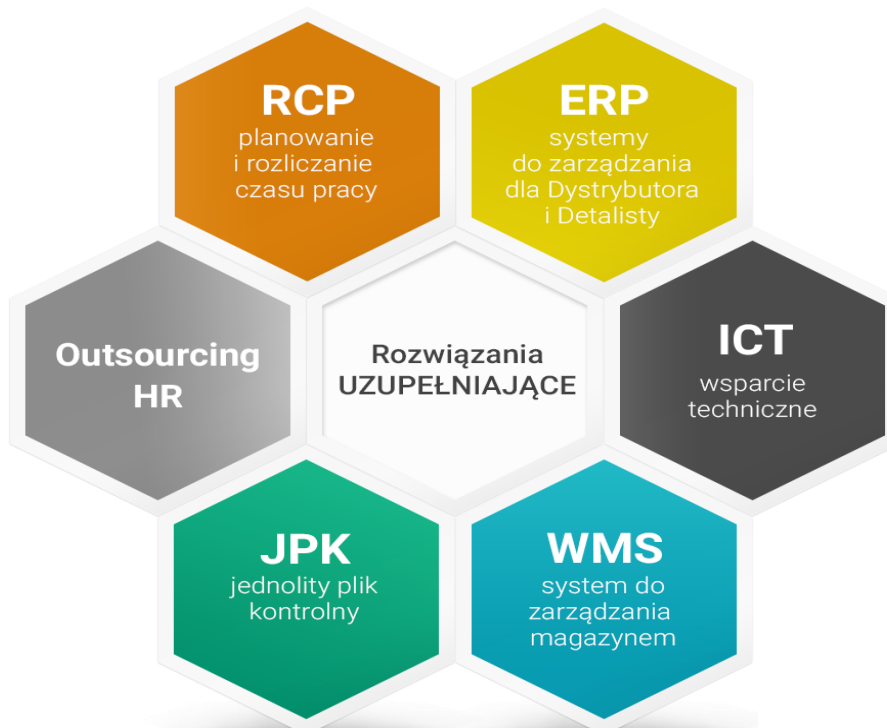 RCP
planowanie
i rozliczanie
czasu pracy
ERP
systemy
do zarządzania
dla Dystrybutora
i Detalisty
Outsourcing
HR
Rozwiązania
UZUPEŁNIAJĄCE
ICT
wsparcie
techniczne
JPK
jednolity plik
kontrolny
WMS
system do
zarządzania
magazynem